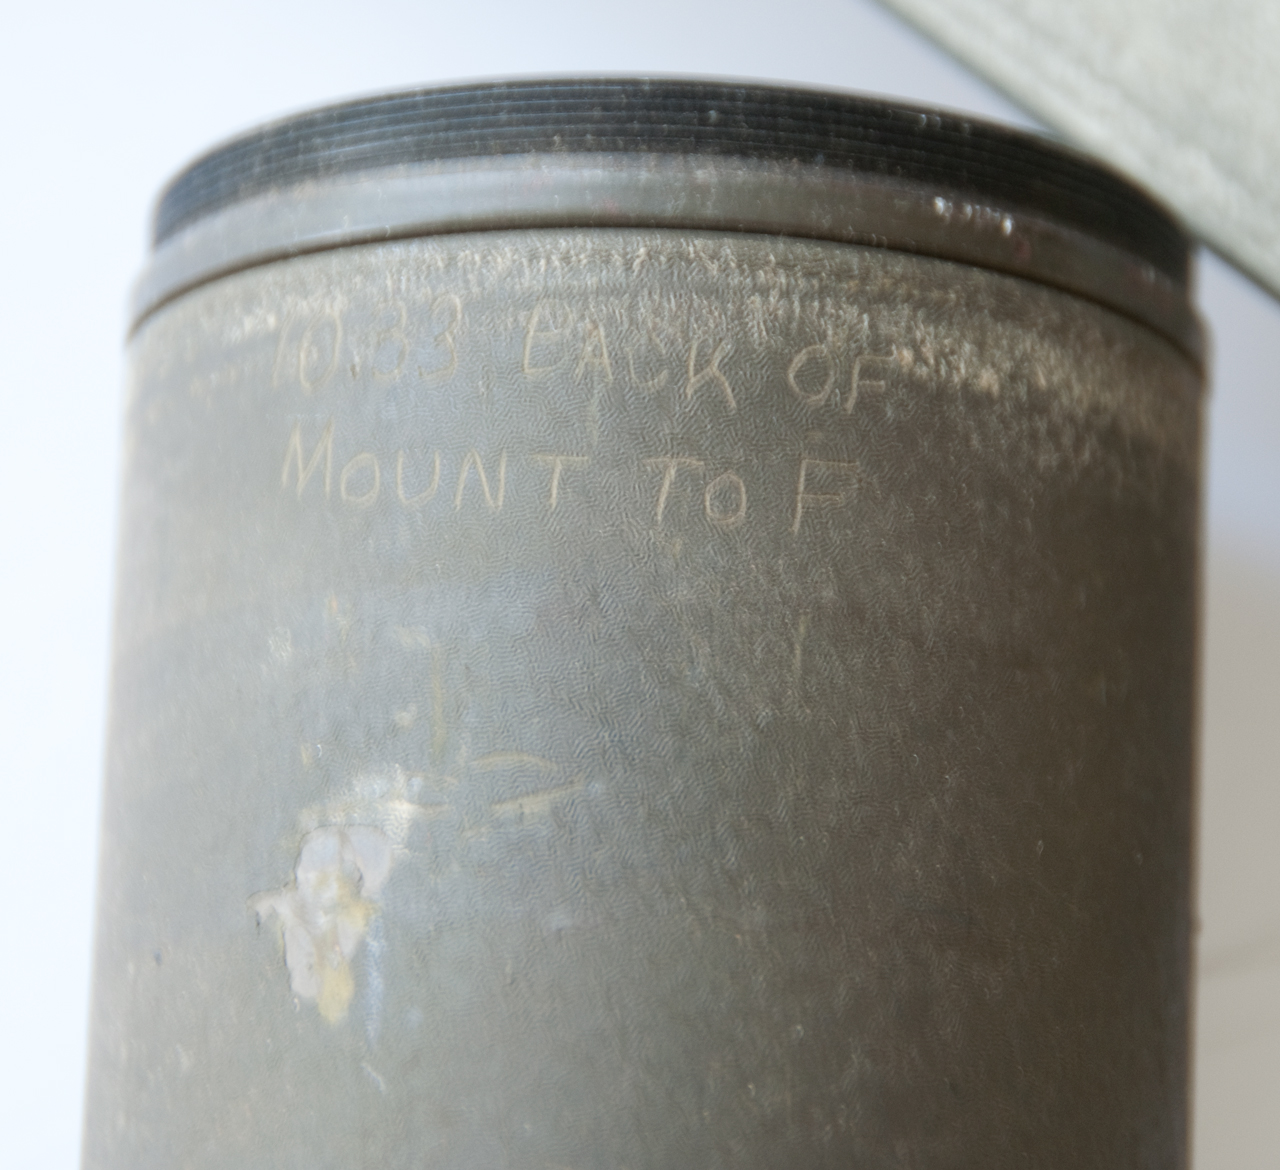 10.33 BACK OF
MOUNT TO F